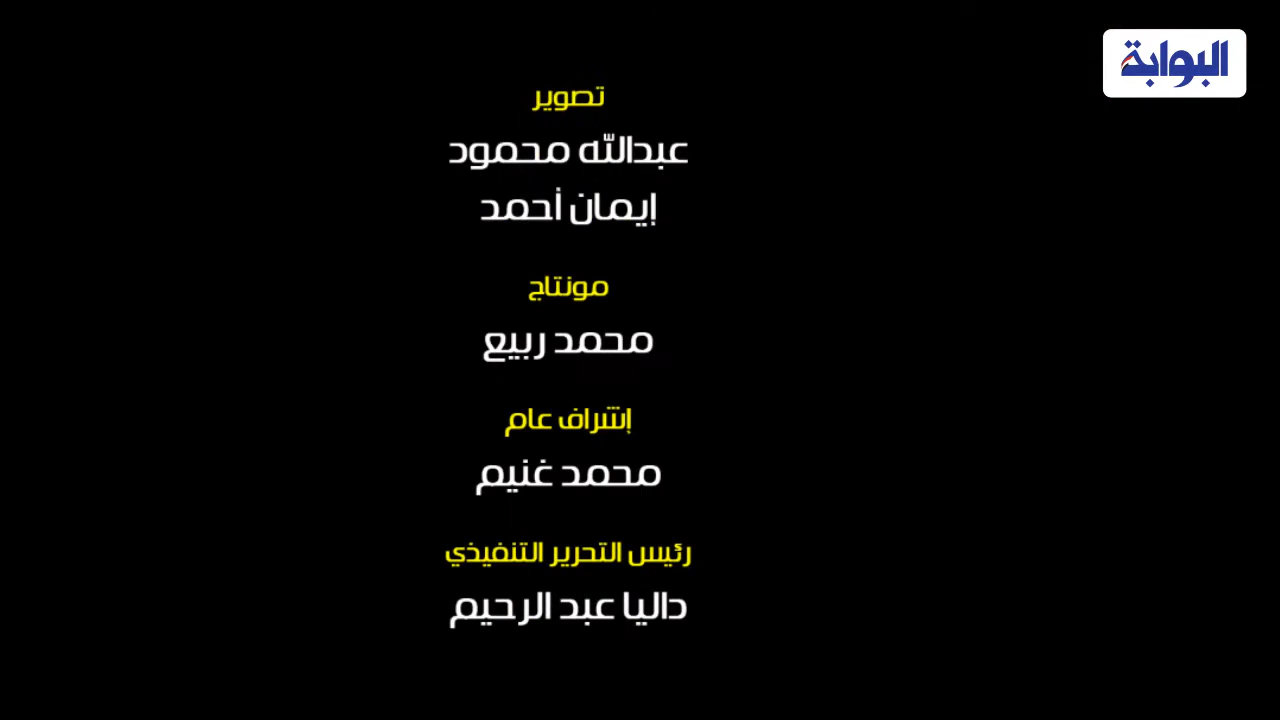 البوابة
تصوير
عبدالله محمود
إيمان أحمد
مونتاج
محمد ربيع
إشراف عام
محمد غنيم
رئيس التحرير التنفيذي
داليا عبد الرحيم